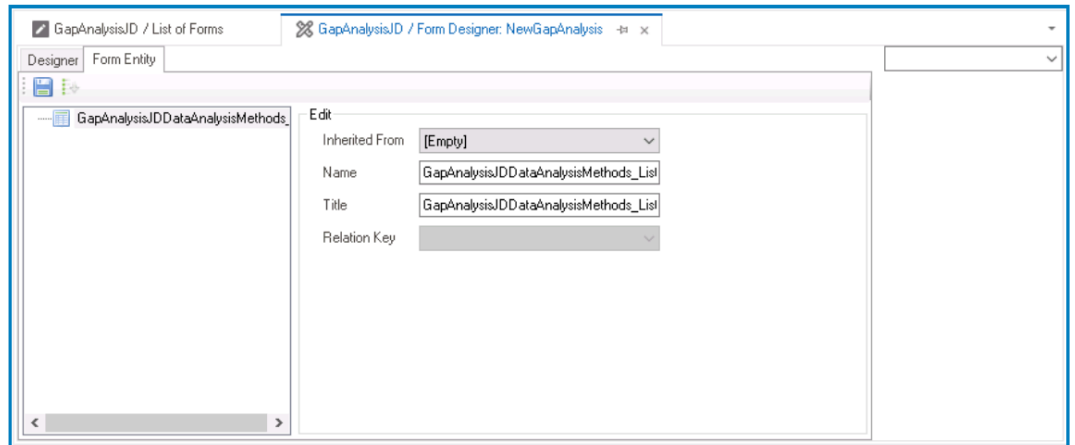 GapAnalysisJD / List of Forms
GapAnalysisJD / Form Designer: NewGapAnalysis
Designer
Form Entity
GapAnalysisJDDataAnalysisMethods_
Edit
Inherited From
[Empty]
Name
GapAnalysisJDDataAnalysisMethods_List
Title
GapAnalysisJDDataAnalysisMethods_List
Relation Key